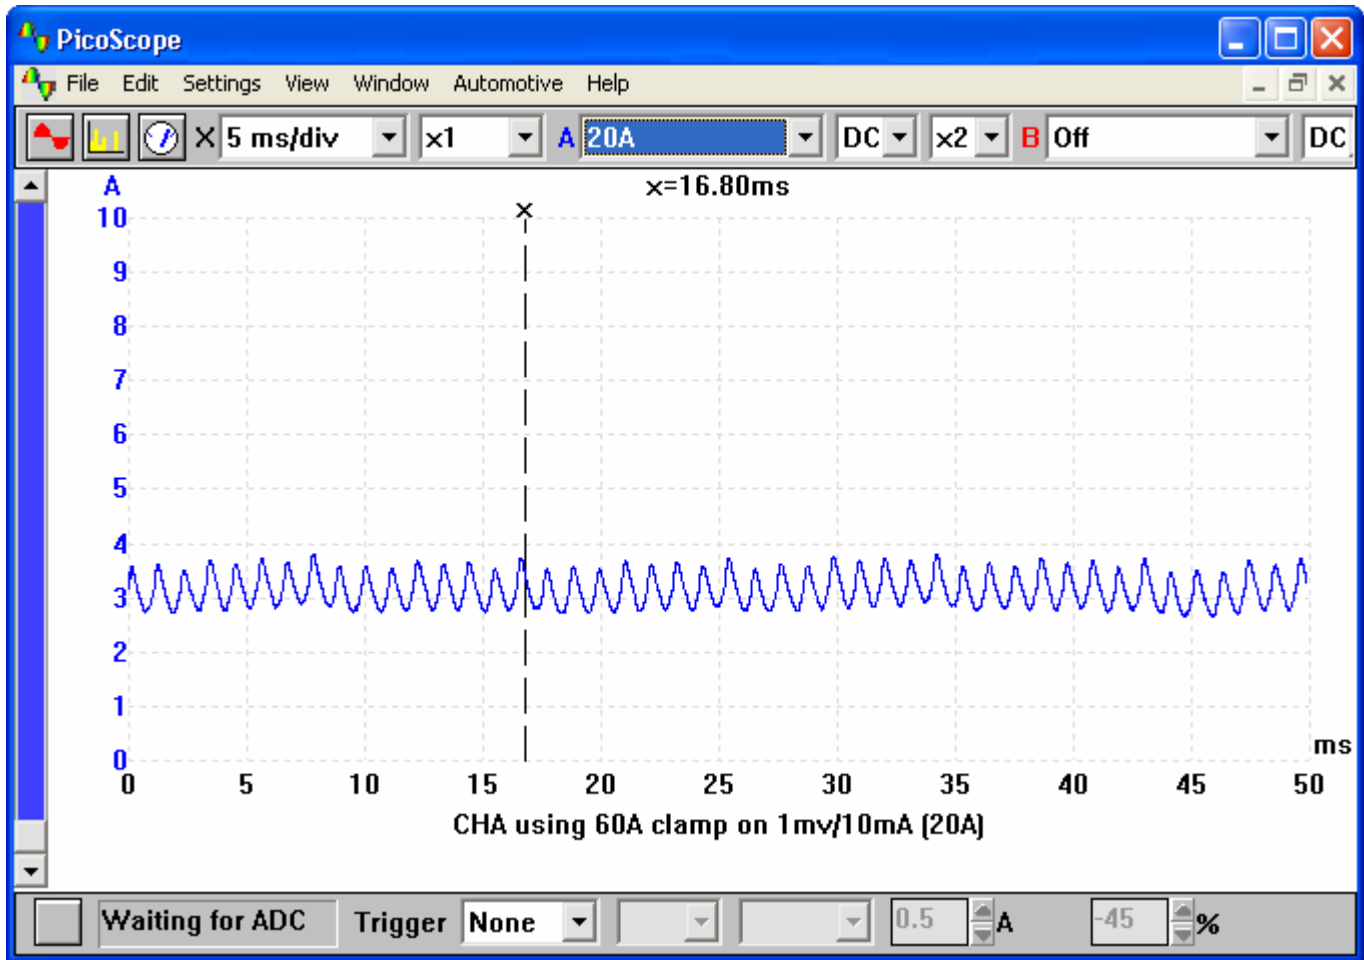 PicoScope
File Edit Settings View Window Automotive Help
X 5 ms/div x1 A 20A DC x2 B Off DC
A x=16.80ms
×
10
9
8
7
6
5
4
3
2
1
0
ms
0 5 10 15 20 25 30 35 40 45 50
CHA using 60A clamp on 1mv/10mA (20A)
Waiting for ADC Trigger None 0.5 A -45 %